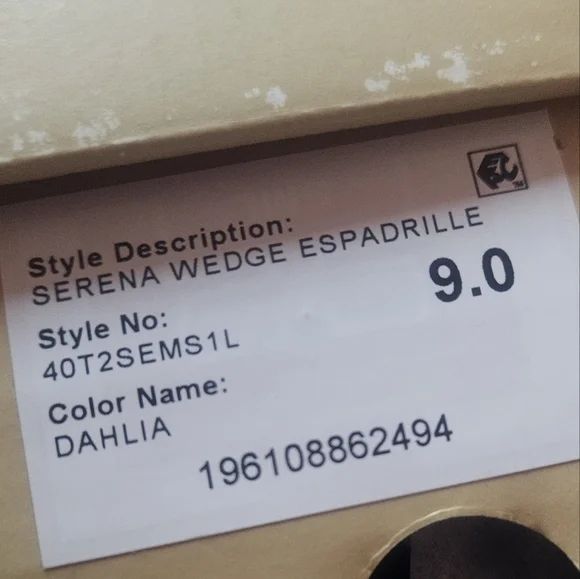 Style Description:
SERENA WEDGE ESPADRILLE
9.0
Style No:
40T2SEMS1L
Color Name:
DAHLIA
196108862494